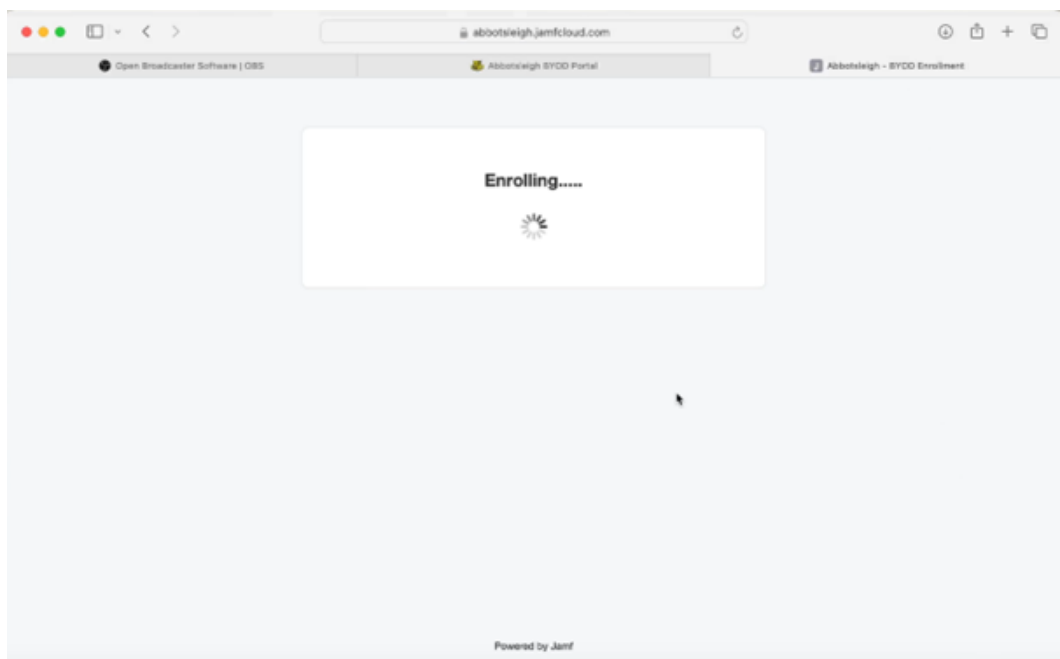 abbotsleigh.jamfcloud.com
Open Broadcaster Software | OBS
Abbotsleigh BYOD Portal
Abbotsleigh - BYOD Enrollment
Enrolling.....
Powered by Jamf